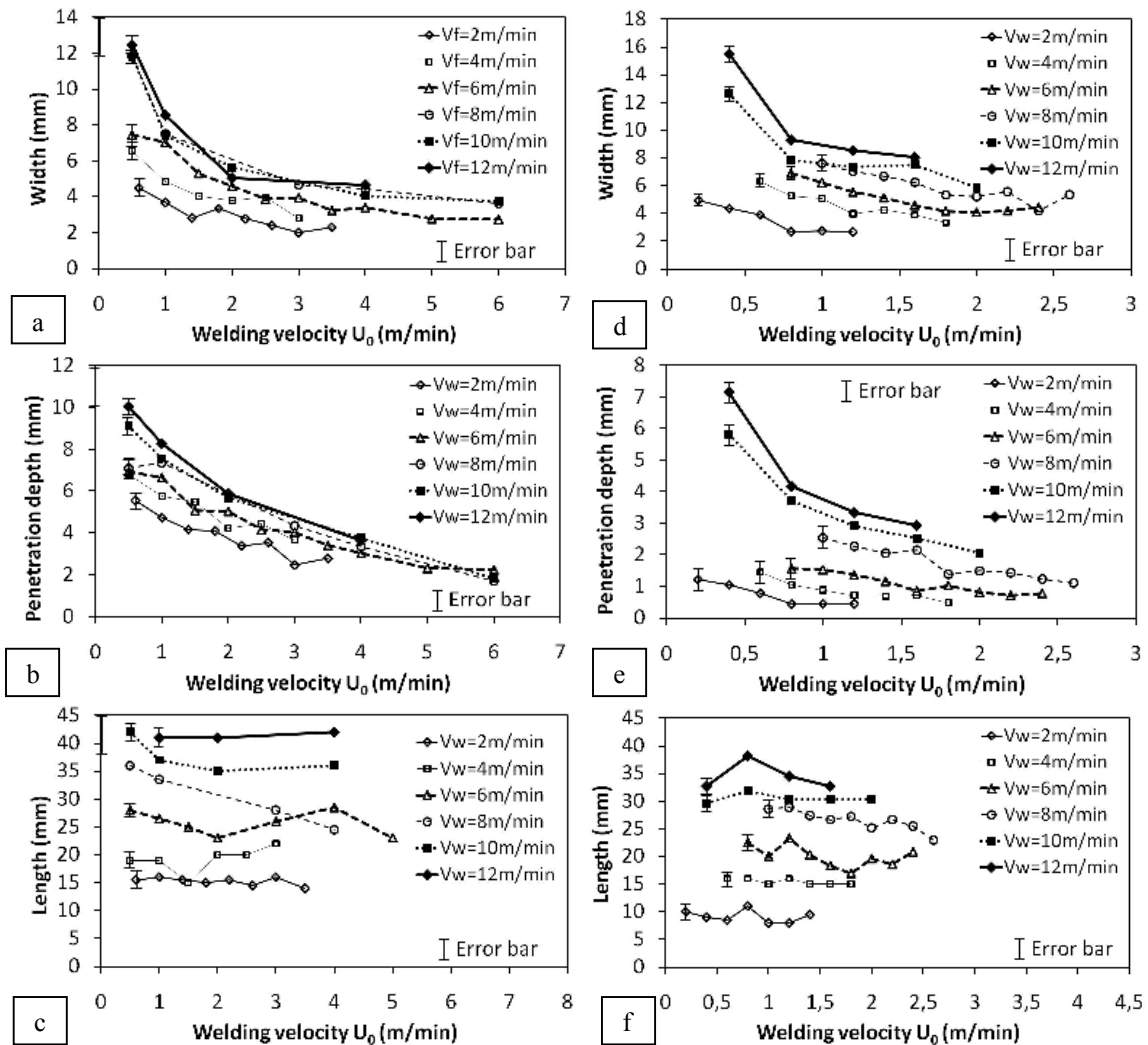 14
12
10
8
6
4
2
0
Width (mm)
Vf=2m/min
Vf=4m/min
Vf=6m/min
Vf=8m/min
Vf=10m/min
Vf=12m/min
Error bar
0 1 2 3 4 5 6 7
Welding velocity U₀ (m/min)
a
18
16
14
12
10
8
6
4
2
0
Width (mm)
Vw=2m/min
Vw=4m/min
Vw=6m/min
Vw=8m/min
Vw=10m/min
Vw=12m/min
Error bar
0 0,5 1 1,5 2 2,5 3
Welding velocity U₀ (m/min)
d
12
10
8
6
4
2
0
Penetration depth (mm)
Vw=2m/min
Vw=4m/min
Vw=6m/min
Vw=8m/min
Vw=10m/min
Vw=12m/min
Error bar
0 1 2 3 4 5 6 7
Welding velocity U₀ (m/min)
b
8
7
6
5
4
3
2
1
0
Penetration depth (mm)
Error bar
Vw=2m/min
Vw=4m/min
Vw=6m/min
Vw=8m/min
Vw=10m/min
Vw=12m/min
0 0,5 1 1,5 2 2,5 3
Welding velocity U₀ (m/min)
e
45
40
35
30
25
20
15
10
5
0
Length (mm)
Vw=2m/min
Vw=4m/min
Vw=6m/min
Vw=8m/min
Vw=10m/min
Vw=12m/min
Error bar
0 1 2 3 4 5 6 7 8
Welding velocity U₀ (m/min)
c
45
40
35
30
25
20
15
10
5
0
Length (mm)
Vw=2m/min
Vw=4m/min
Vw=6m/min
Vw=8m/min
Vw=10m/min
Vw=12m/min
Error bar
0 0,5 1 1,5 2 2,5 3 3,5 4 4,5
Welding velocity U₀ (m/min)
f